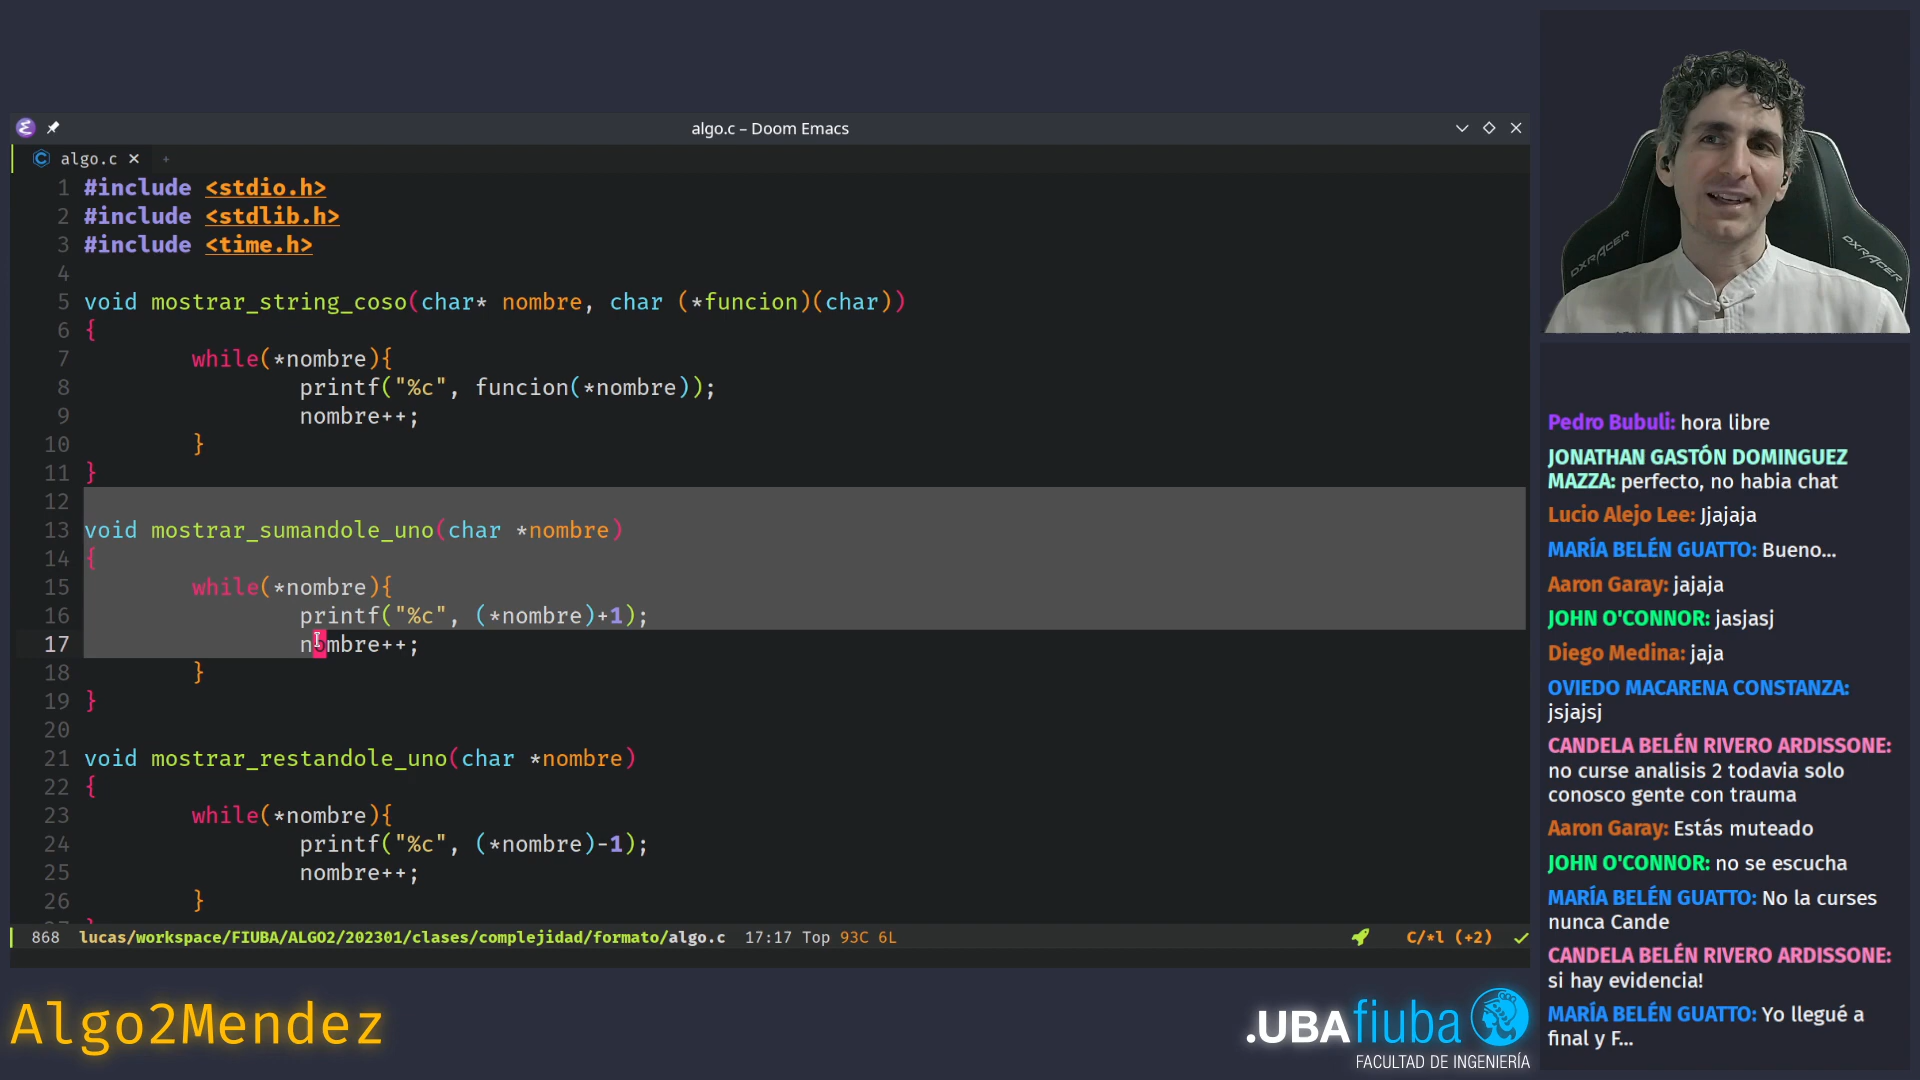 algo.c – Doom Emacs
algo.c
1 #include <stdio.h>
2 #include <stdlib.h>
3 #include <time.h>
4
5 void mostrar_string_coso(char* nombre, char (*funcion)(char))
6 {
7 while(*nombre){
8 printf("%c", funcion(*nombre));
9 nombre++;
10 }
11 }
12
13 void mostrar_sumandole_uno(char *nombre)
14 {
15 while(*nombre){
16 printf("%c", (*nombre)+1);
17 nombre++;
18 }
19 }
20
21 void mostrar_restandole_uno(char *nombre)
22 {
23 while(*nombre){
24 printf("%c", (*nombre)-1);
25 nombre++;
26 }
868 lucas/workspace/FIUBA/ALGO2/202301/clases/complejidad/formato/algo.c 17:17 Top 93C 6L C/*l (+2)
Algo2Mendez
.UBAfiuba
FACULTAD DE INGENIERÍA
DXRACER
DXRACER
Pedro Bubuli: hora libre
JONATHAN GASTÓN DOMINGUEZ
MAZZA: perfecto, no habia chat
Lucio Alejo Lee: Jjajaja
MARÍA BELÉN GUATTO: Bueno...
Aaron Garay: jajaja
JOHN O'CONNOR: jasjasj
Diego Medina: jaja
OVIEDO MACARENA CONSTANZA:
jsjajsj
CANDELA BELÉN RIVERO ARDISSONE:
no curse analisis 2 todavia solo
conosco gente con trauma
Aaron Garay: Estás muteado
JOHN O'CONNOR: no se escucha
MARÍA BELÉN GUATTO: No la curses
nunca Cande
CANDELA BELÉN RIVERO ARDISSONE:
si hay evidencia!
MARÍA BELÉN GUATTO: Yo llegué a
final y F...